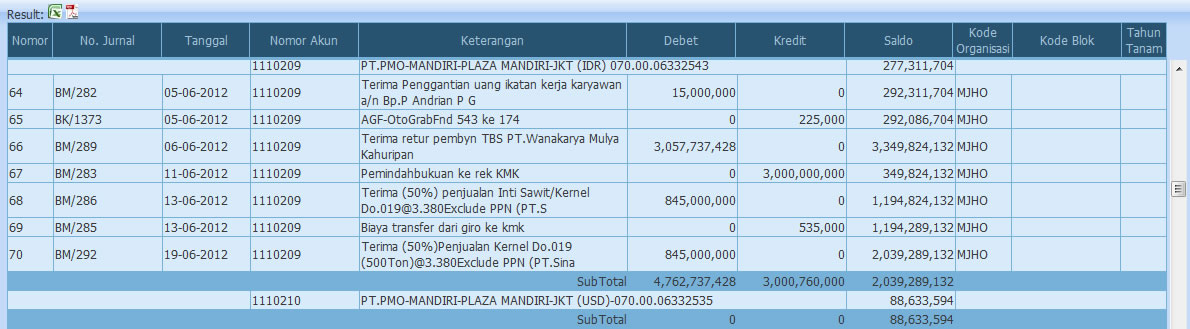 Result:
Nomor No. Jurnal Tanggal Nomor Akun Keterangan Debet Kredit Saldo Kode Organisasi Kode Blok Tahun Tanam
1110209 PT.PMO-MANDIRI-PLAZA MANDIRI-JKT (IDR) 070.00.06332543 277,311,704
64 BM/282 05-06-2012 1110209 Terima Penggantian uang ikatan kerja karyawan 15,000,000 0 292,311,704 MJHO
a/n Bp.P Andrian P G
65 BK/1373 05-06-2012 1110209 AGF-OtoGrabFnd 543 ke 174 0 225,000 292,086,704 MJHO
66 BM/289 06-06-2012 1110209 Terima retur pembyn TBS PT.Wanakarya Mulya 3,057,737,428 0 3,349,824,132 MJHO
Kahuripan
67 BM/283 11-06-2012 1110209 Pemindahbukuan ke rek KMK 0 3,000,000,000 349,824,132 MJHO
68 BM/286 13-06-2012 1110209 Terima (50%) penjualan Inti Sawit/Kernel 845,000,000 0 1,194,824,132 MJHO
Do.019@3.380Exclude PPN (PT.S
69 BM/285 13-06-2012 1110209 Biaya transfer dari giro ke kmk 0 535,000 1,194,289,132 MJHO
70 BM/292 19-06-2012 1110209 Terima (50%)Penjualan Kernel Do.019 845,000,000 0 2,039,289,132 MJHO
(500Ton)@3.380Exclude PPN (PT.Sina
SubTotal 4,762,737,428 3,000,760,000 2,039,289,132
1110210 PT.PMO-MANDIRI-PLAZA MANDIRI-JKT (USD)-070.00.06332535 88,633,594
SubTotal 0 0 88,633,594